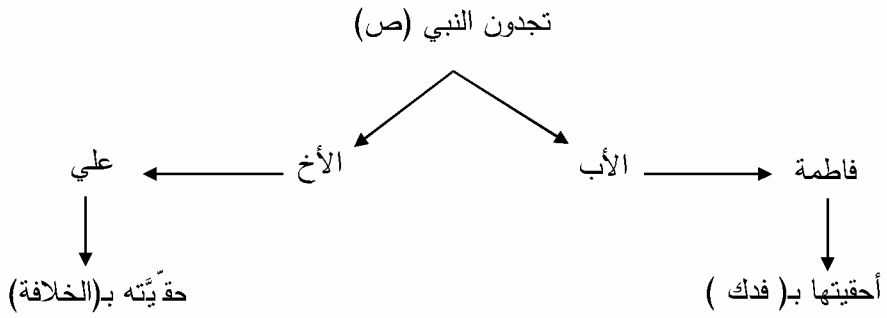 تجدون النبي (ص)
فاطمة
الأب
الأخ
علي
أحقيتها بـ( فدك )
حقّيَّته بـ(الخلافة)